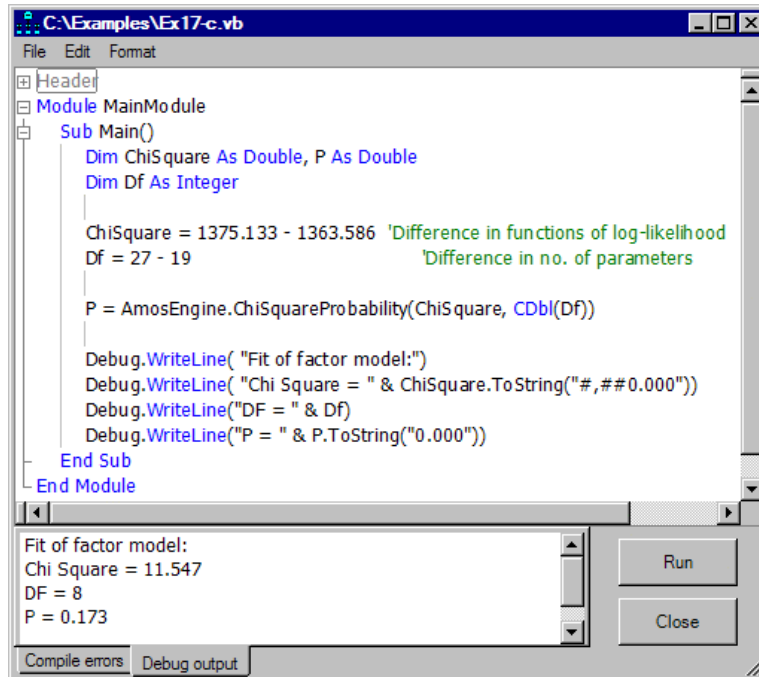 C:\Examples\Ex17-c.vb
File Edit Format
Header
Module MainModule
Sub Main()
Dim ChiSquare As Double, P As Double
Dim Df As Integer
ChiSquare = 1375.133 - 1363.586 'Difference in functions of log-likelihood
Df = 27 - 19 'Difference in no. of parameters
P = AmosEngine.ChiSquareProbability(ChiSquare, CDbl(Df))
Debug.WriteLine( "Fit of factor model:")
Debug.WriteLine( "Chi Square = " & ChiSquare.ToString("#,##0.000"))
Debug.WriteLine("DF = " & Df)
Debug.WriteLine("P = " & P.ToString("0.000"))
End Sub
End Module
Fit of factor model:
Chi Square = 11.547
DF = 8
P = 0.173
Run
Close
Compile errors Debug output